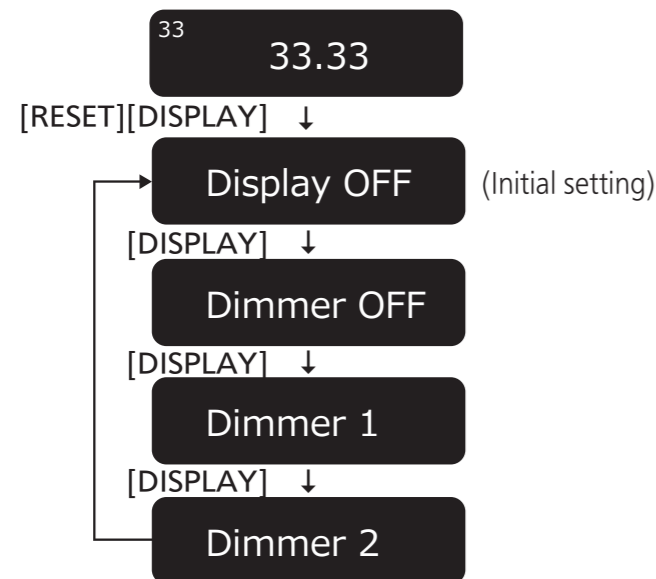 33
33.33
[RESET][DISPLAY] ↓
Display OFF (Initial setting)
[DISPLAY] ↓
Dimmer OFF
[DISPLAY] ↓
Dimmer 1
[DISPLAY] ↓
Dimmer 2